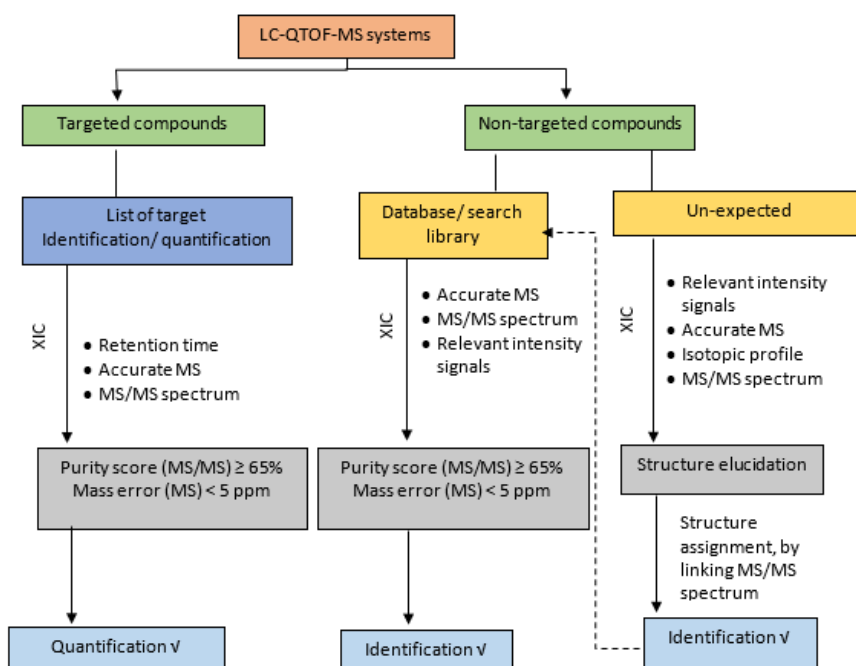 LC-QTOF-MS systems
Targeted compounds
Non-targeted compounds
List of target
Identification/ quantification
Database/ search
library
Un-expected
XIC
● Retention time
● Accurate MS
● MS/MS spectrum
XIC
● Accurate MS
● MS/MS spectrum
● Relevant intensity
signals
XIC
● Relevant intensity
signals
● Accurate MS
● Isotopic profile
● MS/MS spectrum
Purity score (MS/MS) ≥ 65%
Mass error (MS) < 5 ppm
Purity score (MS/MS) ≥ 65%
Mass error (MS) < 5 ppm
Structure elucidation
Structure
assignment, by
linking MS/MS
spectrum
Quantification √
Identification √
Identification √